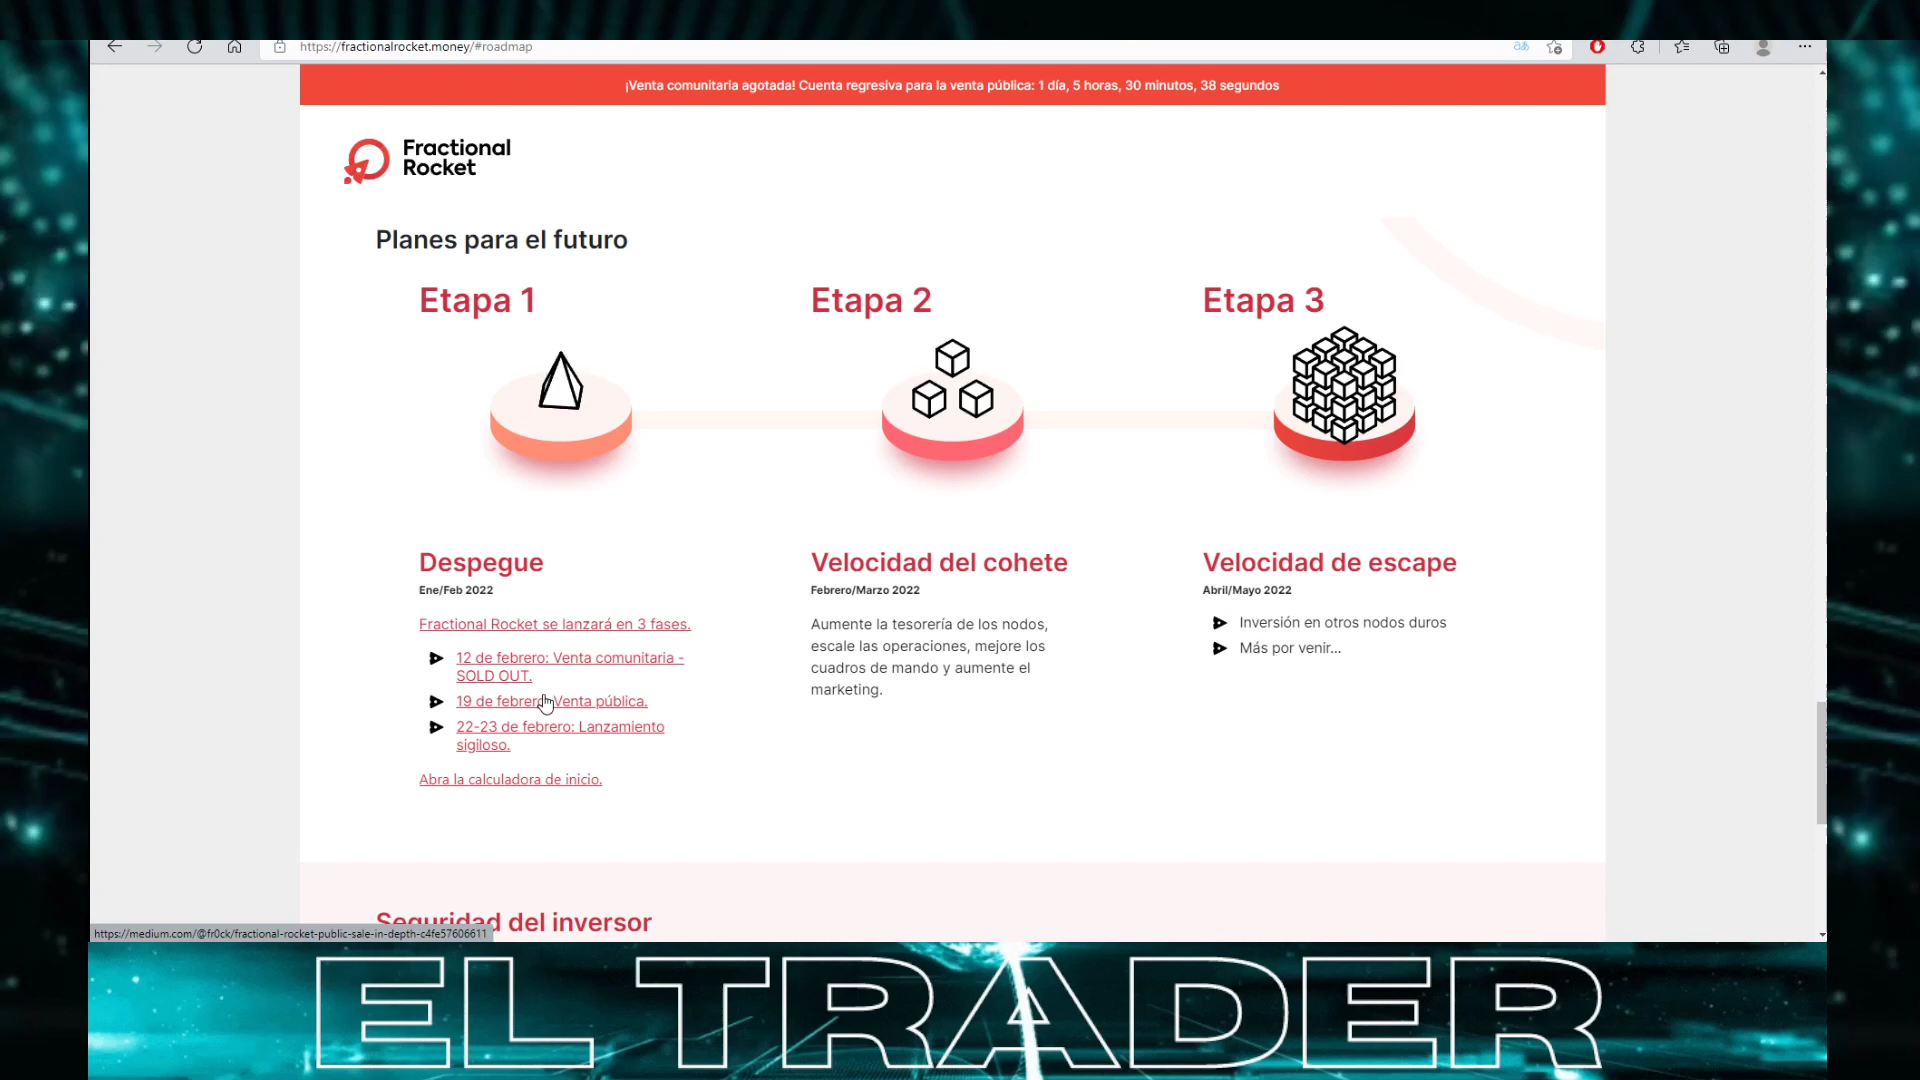 https://fractionalrocket.money/#roadmap
¡Venta comunitaria agotada! Cuenta regresiva para la venta pública: 1 día, 5 horas, 30 minutos, 38 segundos
Fractional
Rocket
Planes para el futuro
Etapa 1
Etapa 2
Etapa 3
Despegue
Ene/Feb 2022
Fractional Rocket se lanzará en 3 fases.
12 de febrero: Venta comunitaria -
SOLD OUT.
19 de febrero: Venta pública.
22-23 de febrero: Lanzamiento
sigiloso.
Abra la calculadora de inicio.
Velocidad del cohete
Febrero/Marzo 2022
Aumente la tesorería de los nodos,
escale las operaciones, mejore los
cuadros de mando y aumente el
marketing.
Velocidad de escape
Abril/Mayo 2022
Inversión en otros nodos duros
Más por venir...
Seguridad del inversor
https://medium.com/@fr0ck/fractional-rocket-public-sale-in-depth-c4fe57606611
EL TRADER